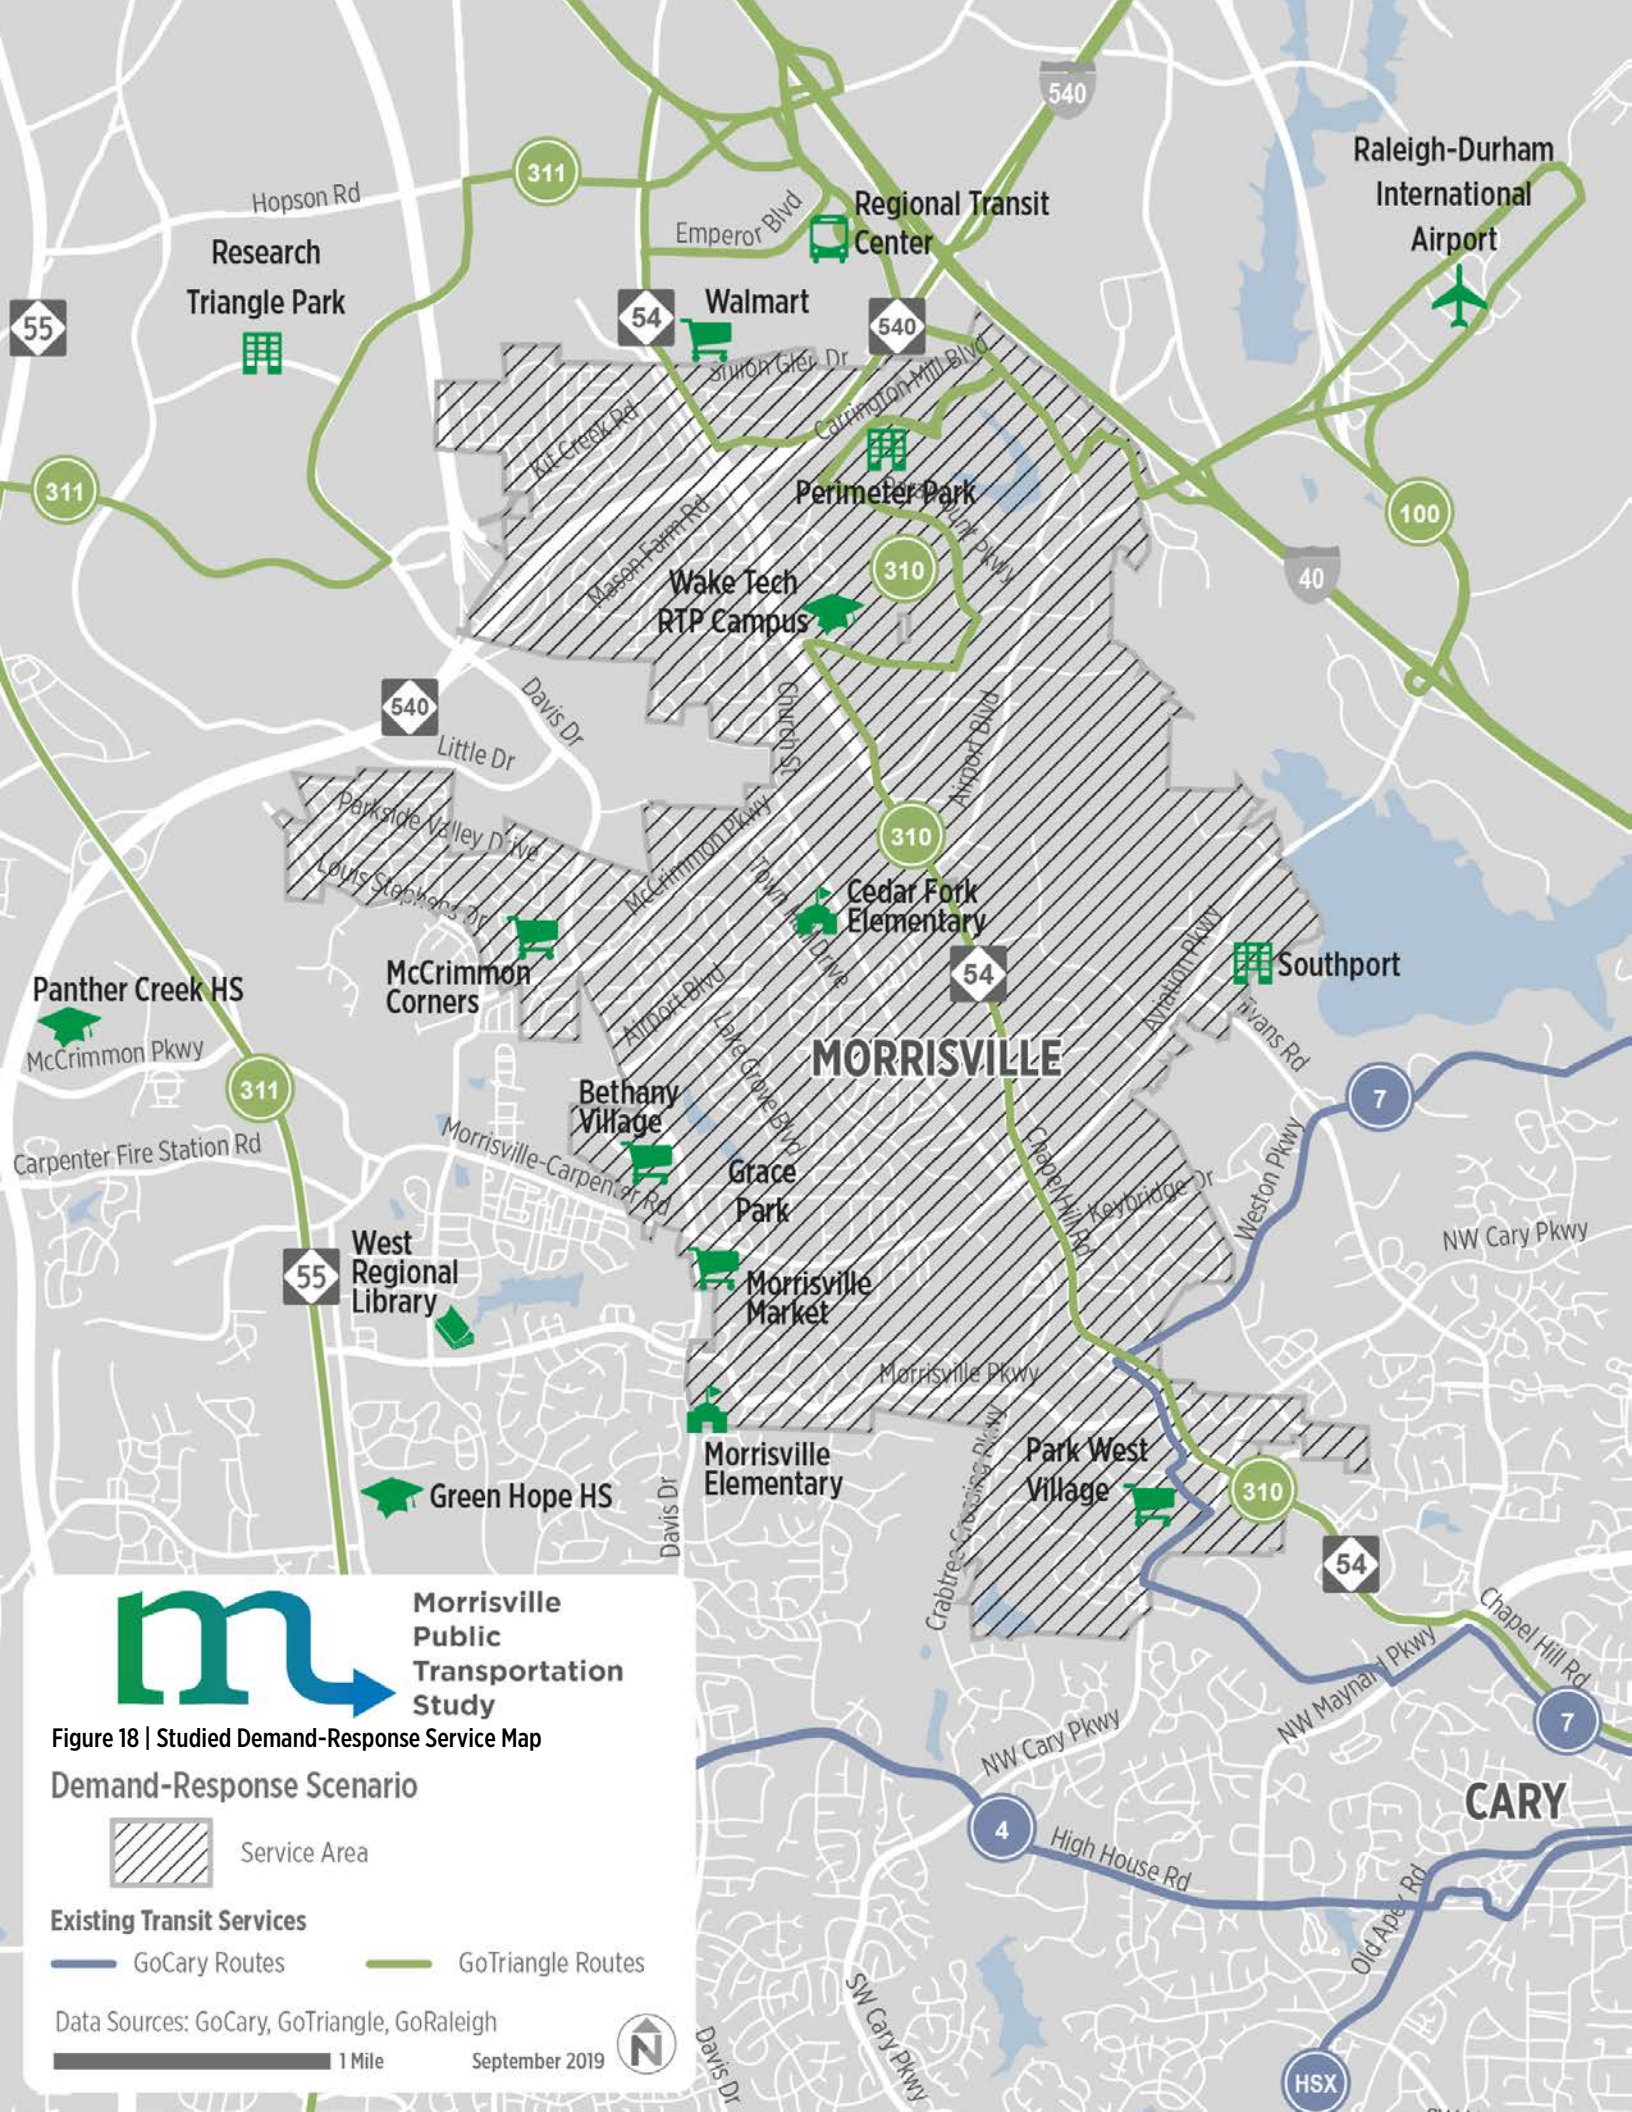 540
Raleigh-Durham
International
Airport
311
Hopson Rd
Emperor Blvd
Regional Transit
Center
Research
Triangle Park
55
54
Walmart
540
Carrington Mill Blvd
Kit Creek Rd
Perimeter Park
311
100
Mason Farm Rd
310
40
Wake Tech
RTP Campus
540
Davis Dr
Little Dr
Church St
Airport Blvd
Parkside Valley Drive
Louis Stephens Dr
McCrimmon Pkwy
310
Cedar Fork
Elementary
54
Aviation Pkwy
Southport
Evans Rd
McCrimmon
Corners
Panther Creek HS
McCrimmon Pkwy
Airport Blvd
Lake Grove Blvd
MORRISVILLE
311
7
Bethany
Village
Carpenter Fire Station Rd
Morrisville-Carpenter Rd
Grace
Park
Chapel Hill Rd
Keybridge Dr
Weston Pkwy
NW Cary Pkwy
West
Regional
Library
55
Morrisville
Market
Morrisville Pkwy
Morrisville
Elementary
Green Hope HS
Davis Dr
Crabtree Crossing Pkwy
Park West
Village
310
54
Chapel Hill Rd
NW Maynard Pkwy
7
NW Cary Pkwy
CARY
4
High House Rd
Old Apex Rd
SW Cary Pkwy
Davis Dr
HSX
Morrisville
Public
Transportation
Study
Figure 18 | Studied Demand-Response Service Map
Demand-Response Scenario
Service Area
Existing Transit Services
GoCary Routes
GoTriangle Routes
Data Sources: GoCary, GoTriangle, GoRaleigh
1 Mile
September 2019
N